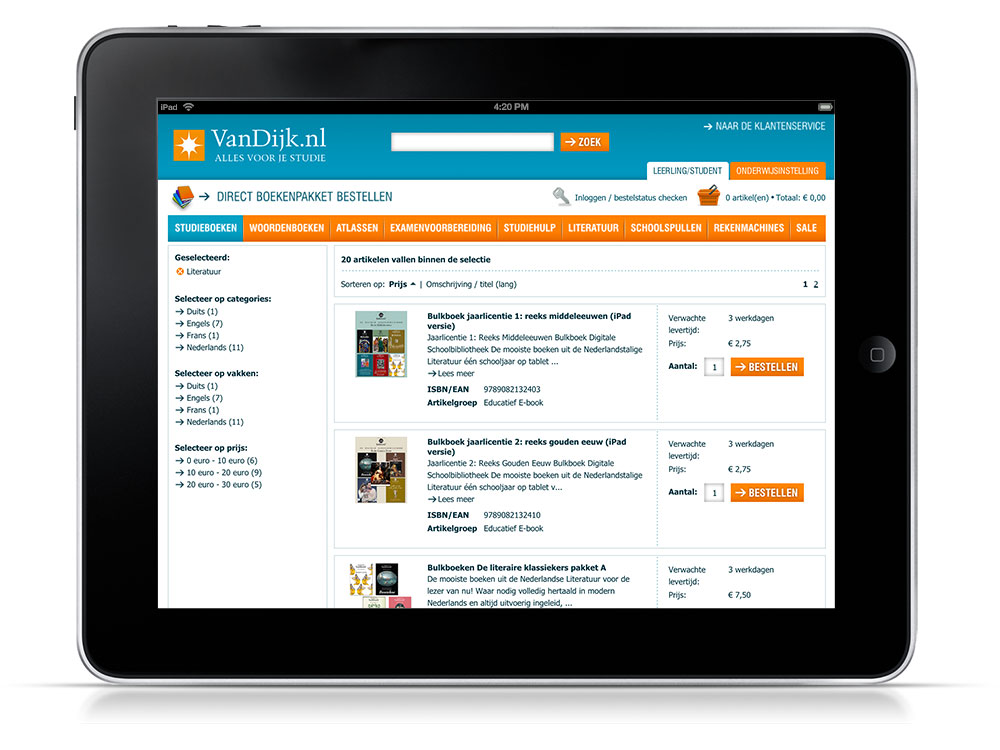 iPad
4:20 PM
VanDijk.nl
ALLES VOOR JE STUDIE
ZOEK
NAAR DE KLANTENSERVICE
LEERLING/STUDENT
ONDERWIJSINSTELLING
DIRECT BOEKENPAKKET BESTELLEN
Inloggen / bestelstatus checken
0 artikel(en) • Totaal: € 0,00
STUDIEBOEKEN WOORDENBOEKEN ATLASSEN EXAMENVOORBEREIDING STUDIEHULP LITERATUUR SCHOOLSPULLEN REKENMACHINES SALE
Geselecteerd:
Literatuur
Selecteer op categories:
Duits (1)
Engels (7)
Frans (1)
Nederlands (11)
Selecteer op vakken:
Duits (1)
Engels (7)
Frans (1)
Nederlands (11)
Selecteer op prijs:
0 euro - 10 euro (6)
10 euro - 20 euro (9)
20 euro - 30 euro (5)
20 artikelen vallen binnen de selectie
Sorteren op: Prijs | Omschrijving / titel (lang)
1 2
Bulkboek jaarlicentie 1: reeks middeleeuwen (iPad
versie)
Jaarlicentie 1: Reeks Middeleeuwen Bulkboek Digitale
Schoolbibliotheek De mooiste boeken uit de Nederlandstalige
Literatuur één schooljaar op tablet ...
Lees meer
ISBN/EAN 9789082132403
Artikelgroep Educatief E-book
Verwachte 3 werkdagen
levertijd:
Prijs: € 2,75
Aantal: 1 BESTELLEN
Bulkboek jaarlicentie 2: reeks gouden eeuw (iPad
versie)
Jaarlicentie 2: Reeks Gouden Eeuw Bulkboek Digitale
Schoolbibliotheek De mooiste boeken uit de Nederlandstalige
Literatuur één schooljaar op tablet v...
Lees meer
ISBN/EAN 9789082132410
Artikelgroep Educatief E-book
Verwachte 3 werkdagen
levertijd:
Prijs: € 2,75
Aantal: 1 BESTELLEN
Bulkboeken De literaire klassiekers pakket A
De mooiste boeken uit de Nederlandse Literatuur voor de
lezer van nu! Waar nodig volledig hertaald in modern
Nederlands en altijd uitvoerig ingeleid, ...
Verwachte 3 werkdagen
levertijd:
Prijs: € 7,50